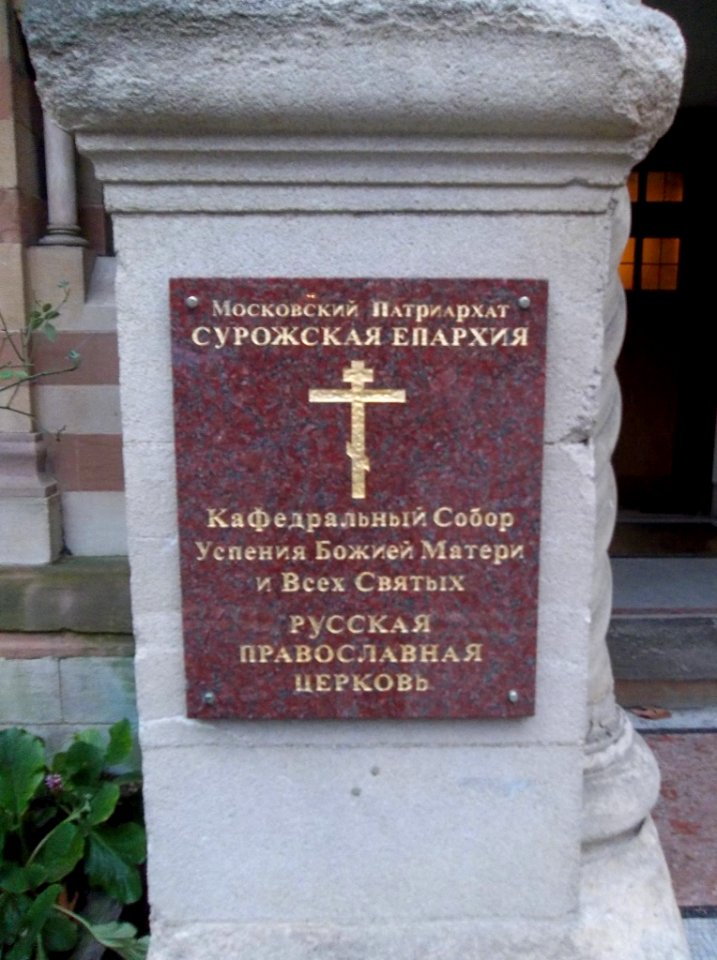 Московский Патриархат
СУРОЖСКАЯ ЕПАРХИЯ
Кафедральный Собор
Успения Божией Матери
и Всех Святых
РУССКАЯ
ПРАВОСЛАВНАЯ
ЦЕРКОВЬ